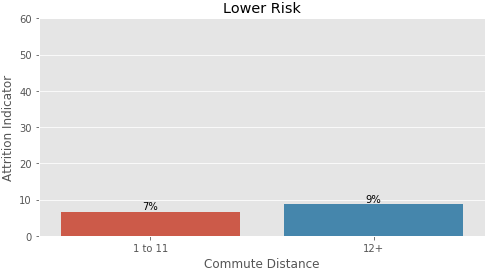 Lower Risk
60
50
40
30
20
10
0
Attrition Indicator
7%
9%
1 to 11
12+
Commute Distance